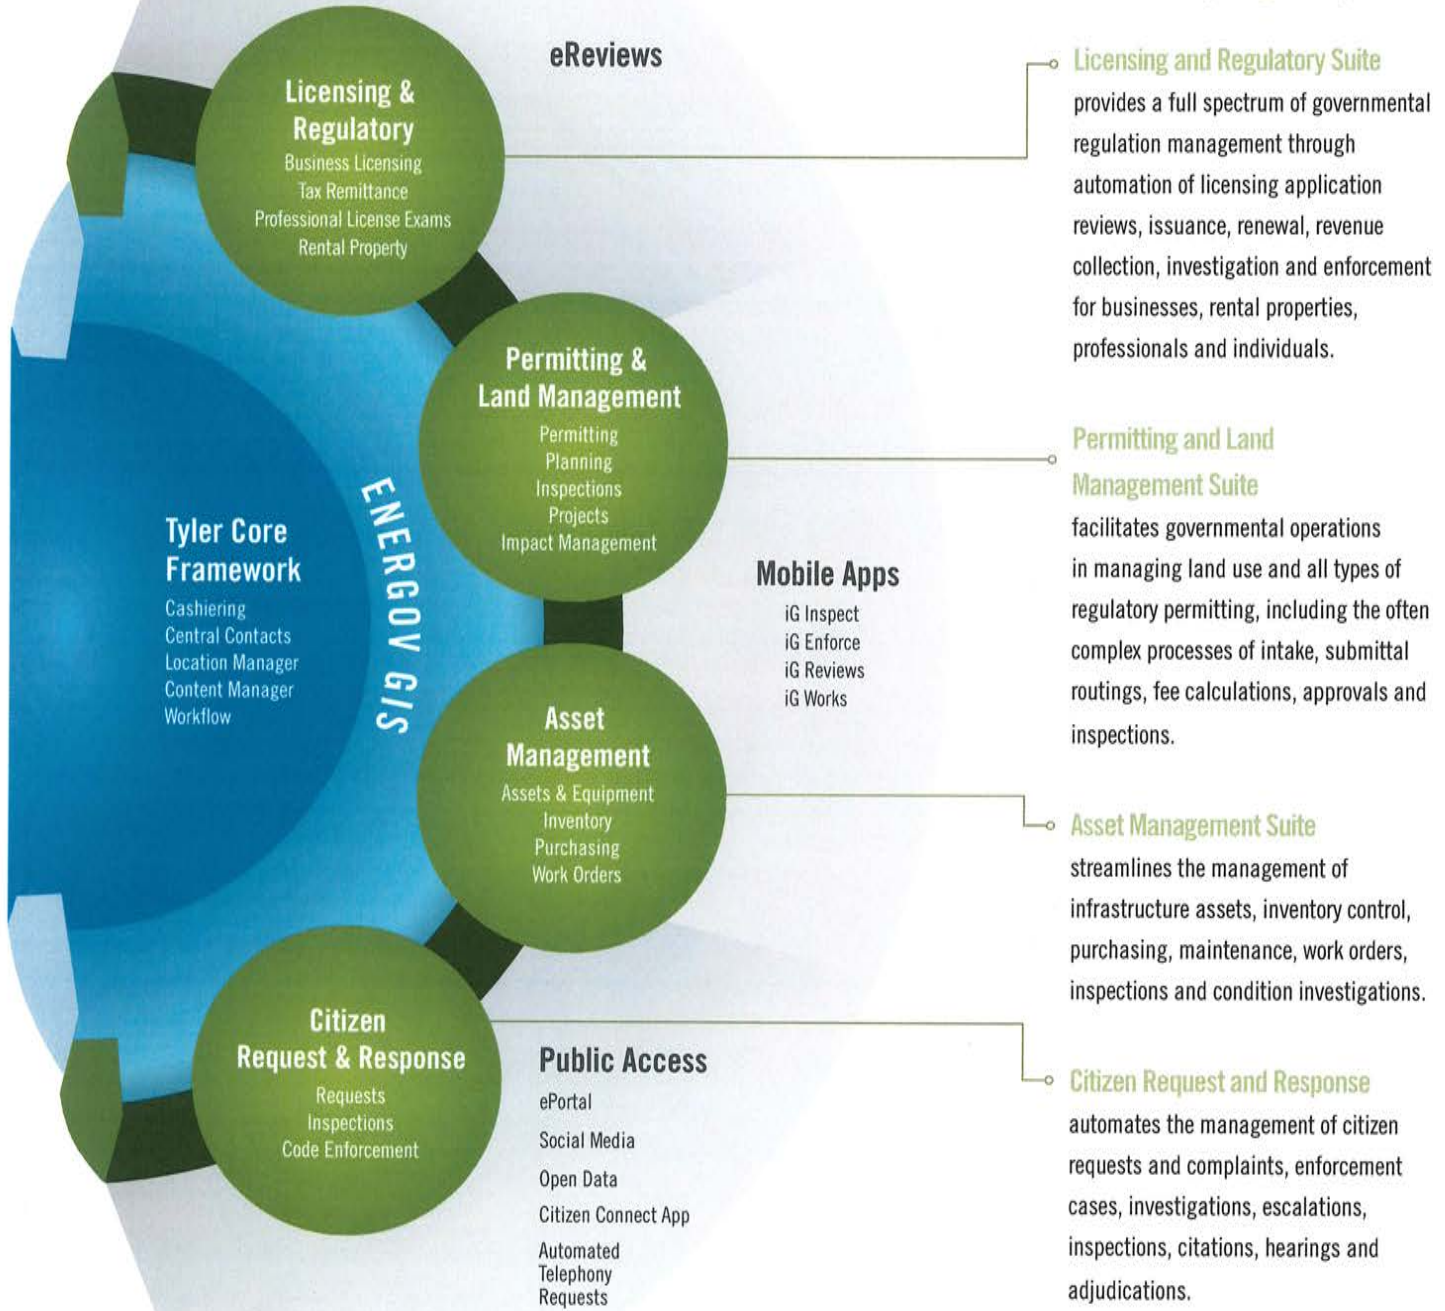 eReviews
Licensing &
Regulatory
Business Licensing
Tax Remittance
Professional License Exams
Rental Property
Permitting &
Land Management
Permitting
Planning
Inspections
Projects
Impact Management
Tyler Core
Framework
Cashiering
Central Contacts
Location Manager
Content Manager
Workflow
ENERGOV GIS
Mobile Apps
iG Inspect
iG Enforce
iG Reviews
iG Works
Asset
Management
Assets & Equipment
Inventory
Purchasing
Work Orders
Citizen
Request & Response
Requests
Inspections
Code Enforcement
Public Access
ePortal
Social Media
Open Data
Citizen Connect App
Automated
Telephony
Requests
Licensing and Regulatory Suite
provides a full spectrum of governmental
regulation management through
automation of licensing application
reviews, issuance, renewal, revenue
collection, investigation and enforcement
for businesses, rental properties,
professionals and individuals.
Permitting and Land
Management Suite
facilitates governmental operations
in managing land use and all types of
regulatory permitting, including the often
complex processes of intake, submittal
routings, fee calculations, approvals and
inspections.
Asset Management Suite
streamlines the management of
infrastructure assets, inventory control,
purchasing, maintenance, work orders,
inspections and condition investigations.
Citizen Request and Response
automates the management of citizen
requests and complaints, enforcement
cases, investigations, escalations,
inspections, citations, hearings and
adjudications.